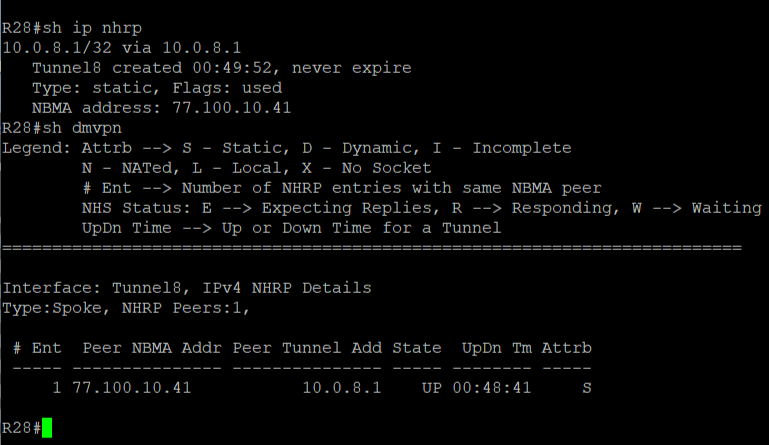 R28#sh ip nhrp
10.0.8.1/32 via 10.0.8.1
   Tunnel8 created 00:49:52, never expire
   Type: static, Flags: used
   NBMA address: 77.100.10.41
R28#sh dmvpn
Legend: Attrb --> S - Static, D - Dynamic, I - Incomplete
        N - NATed, L - Local, X - No Socket
        # Ent --> Number of NHRP entries with same NBMA peer
        NHS Status: E --> Expecting Replies, R --> Responding, W --> Waiting
        UpDn Time --> Up or Down Time for a Tunnel
==========================================================================
Interface: Tunnel8, IPv4 NHRP Details
Type:Spoke, NHRP Peers:1,
 # Ent  Peer NBMA Addr Peer Tunnel Add State  UpDn Tm Attrb
 ----- --------------- --------------- ----- -------- -----
     1 77.100.10.41           10.0.8.1    UP 00:48:41     S
R28#